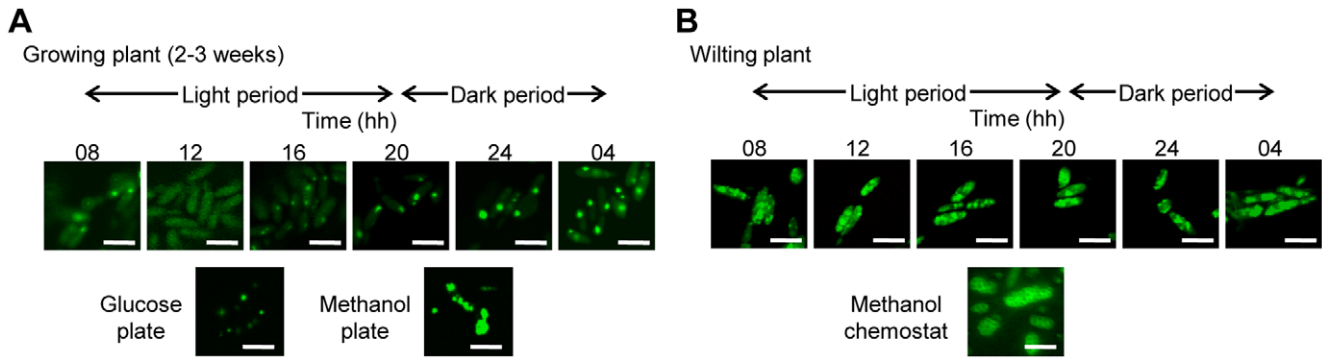 A
Growing plant (2-3 weeks)
Light period Dark period
Time (hh)
08 12 16 20 24 04
Glucose plate
Methanol plate
B
Wilting plant
Light period Dark period
Time (hh)
08 12 16 20 24 04
Methanol chemostat